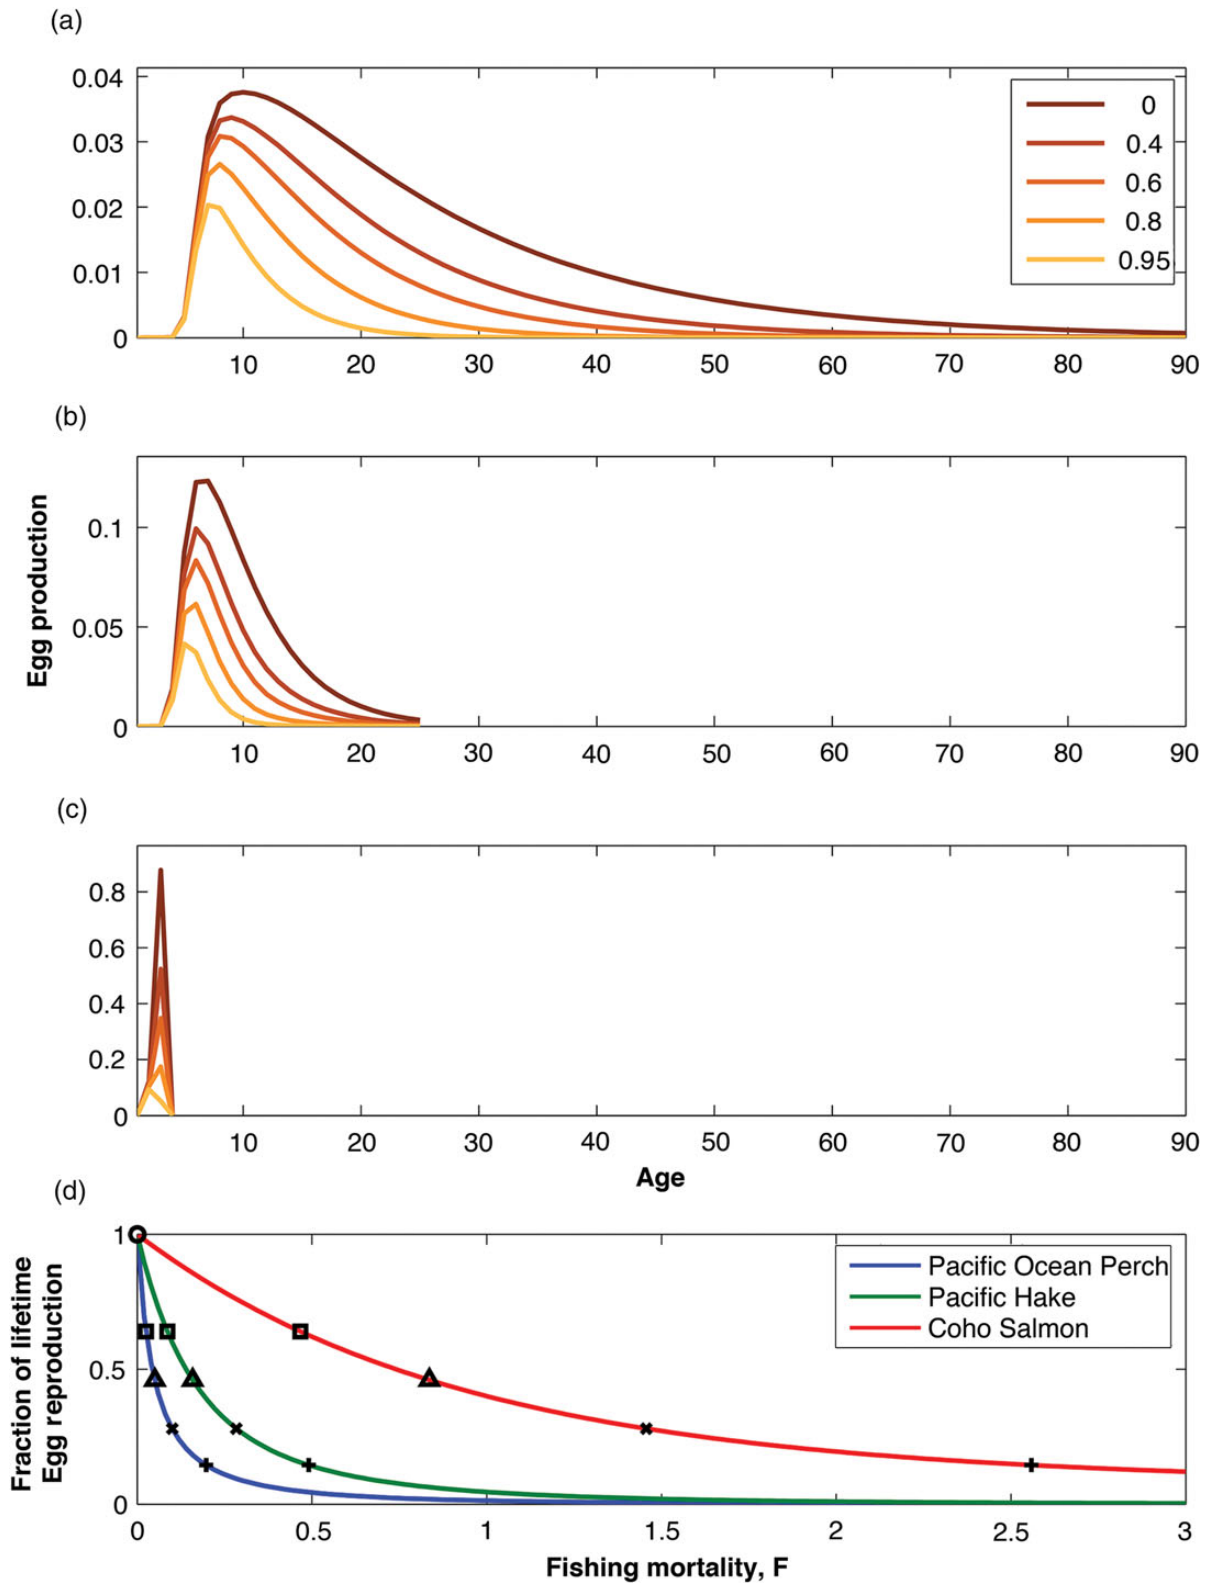 (a)
0.04
0.03
0.02
0.01
0
0
0.4
0.6
0.8
0.95
10 20 30 40 50 60 70 80 90
(b)
Egg production
0.1
0.05
0
10 20 30 40 50 60 70 80 90
(c)
0.8
0.6
0.4
0.2
0
10 20 30 40 50 60 70 80 90
Age
(d)
Fraction of lifetime
Egg reproduction
1
0.5
0
Pacific Ocean Perch
Pacific Hake
Coho Salmon
0 0.5 1 1.5 2 2.5 3
Fishing mortality, F